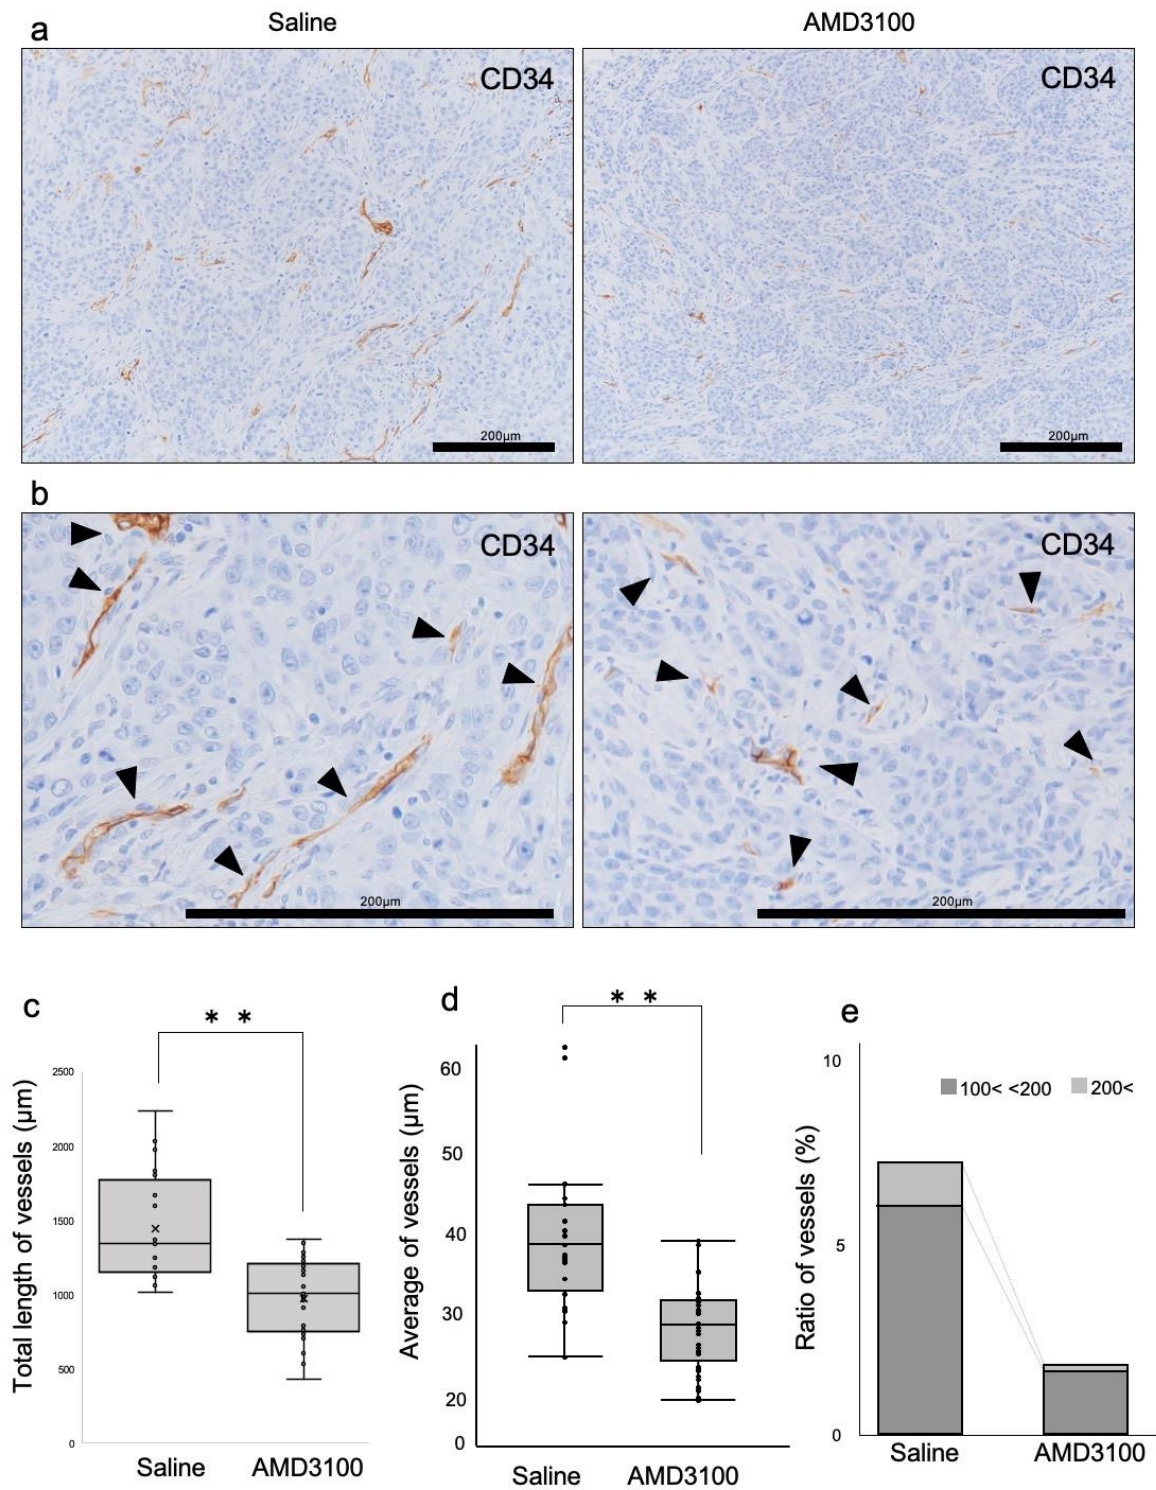 a
Saline
AMD3100
CD34
CD34
200μm
200μm
b
CD34
CD34
200μm
200μm
c
* *
Total length of vessels (μm)
2500
2000
1500
1000
500
0
Saline
AMD3100
d
* *
Average of vessels (μm)
60
50
40
30
20
0
Saline
AMD3100
e
Ratio of vessels (%)
10
5
0
100< <200
200<
Saline
AMD3100